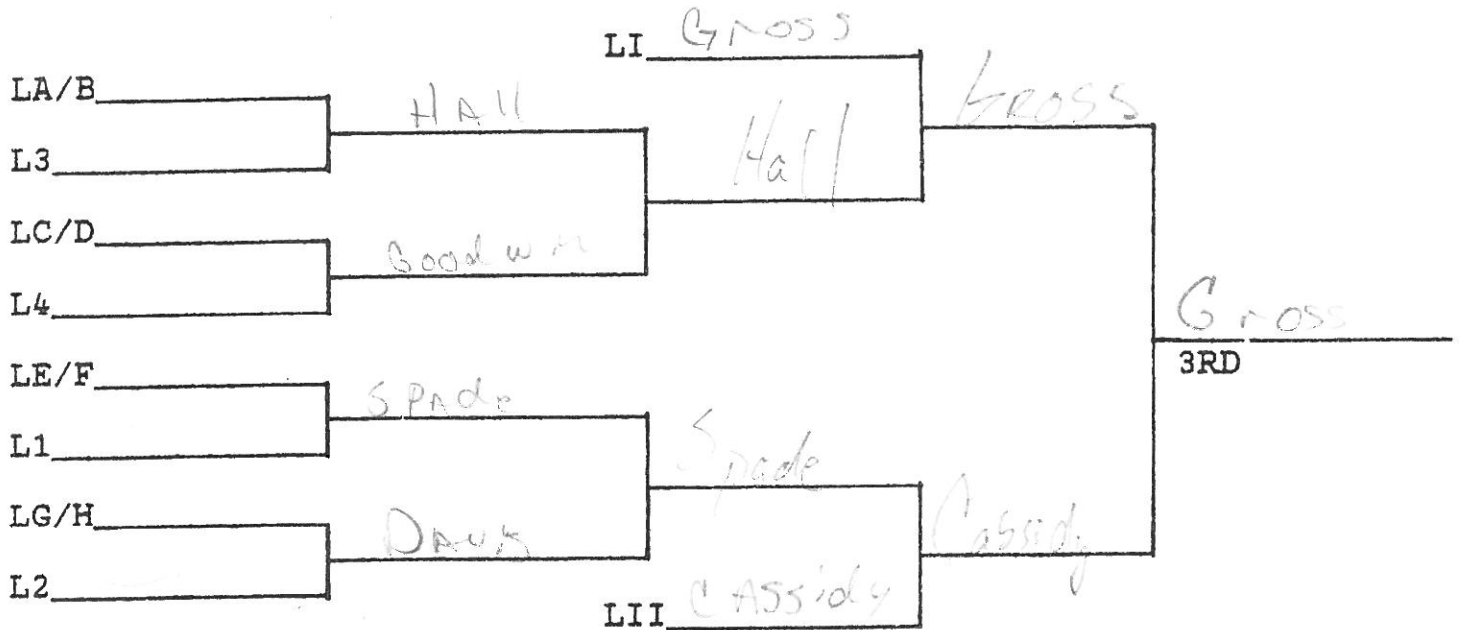 LI Gross
LA/B
HAll
Gross
L3
Hall
LC/D
Goodwin
L4
Gross
3RD
LE/F
SPAde
L1
Spade
LG/H
Cassidy
L2
LII CASSidy